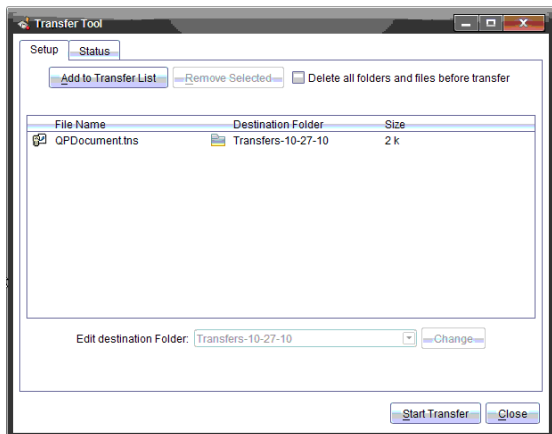 Transfer Tool
Setup Status
Add to Transfer List Remove Selected Delete all folders and files before transfer
File Name Destination Folder Size
QPDocument.tns Transfers-10-27-10 2 k
Edit destination Folder: Transfers-10-27-10 Change
Start Transfer Close